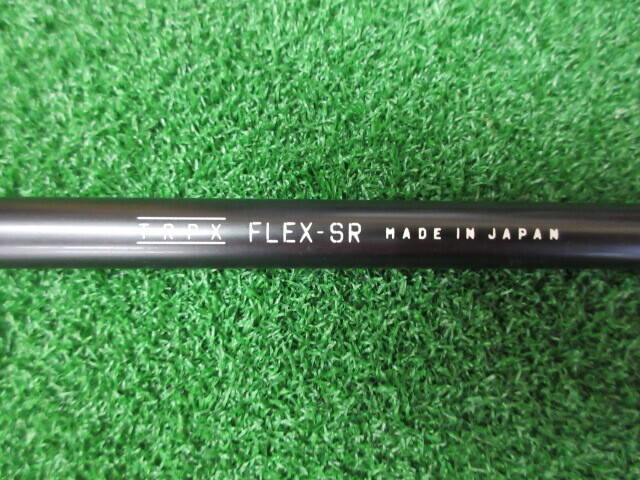 TRPX FLEX-SR MADE IN JAPAN